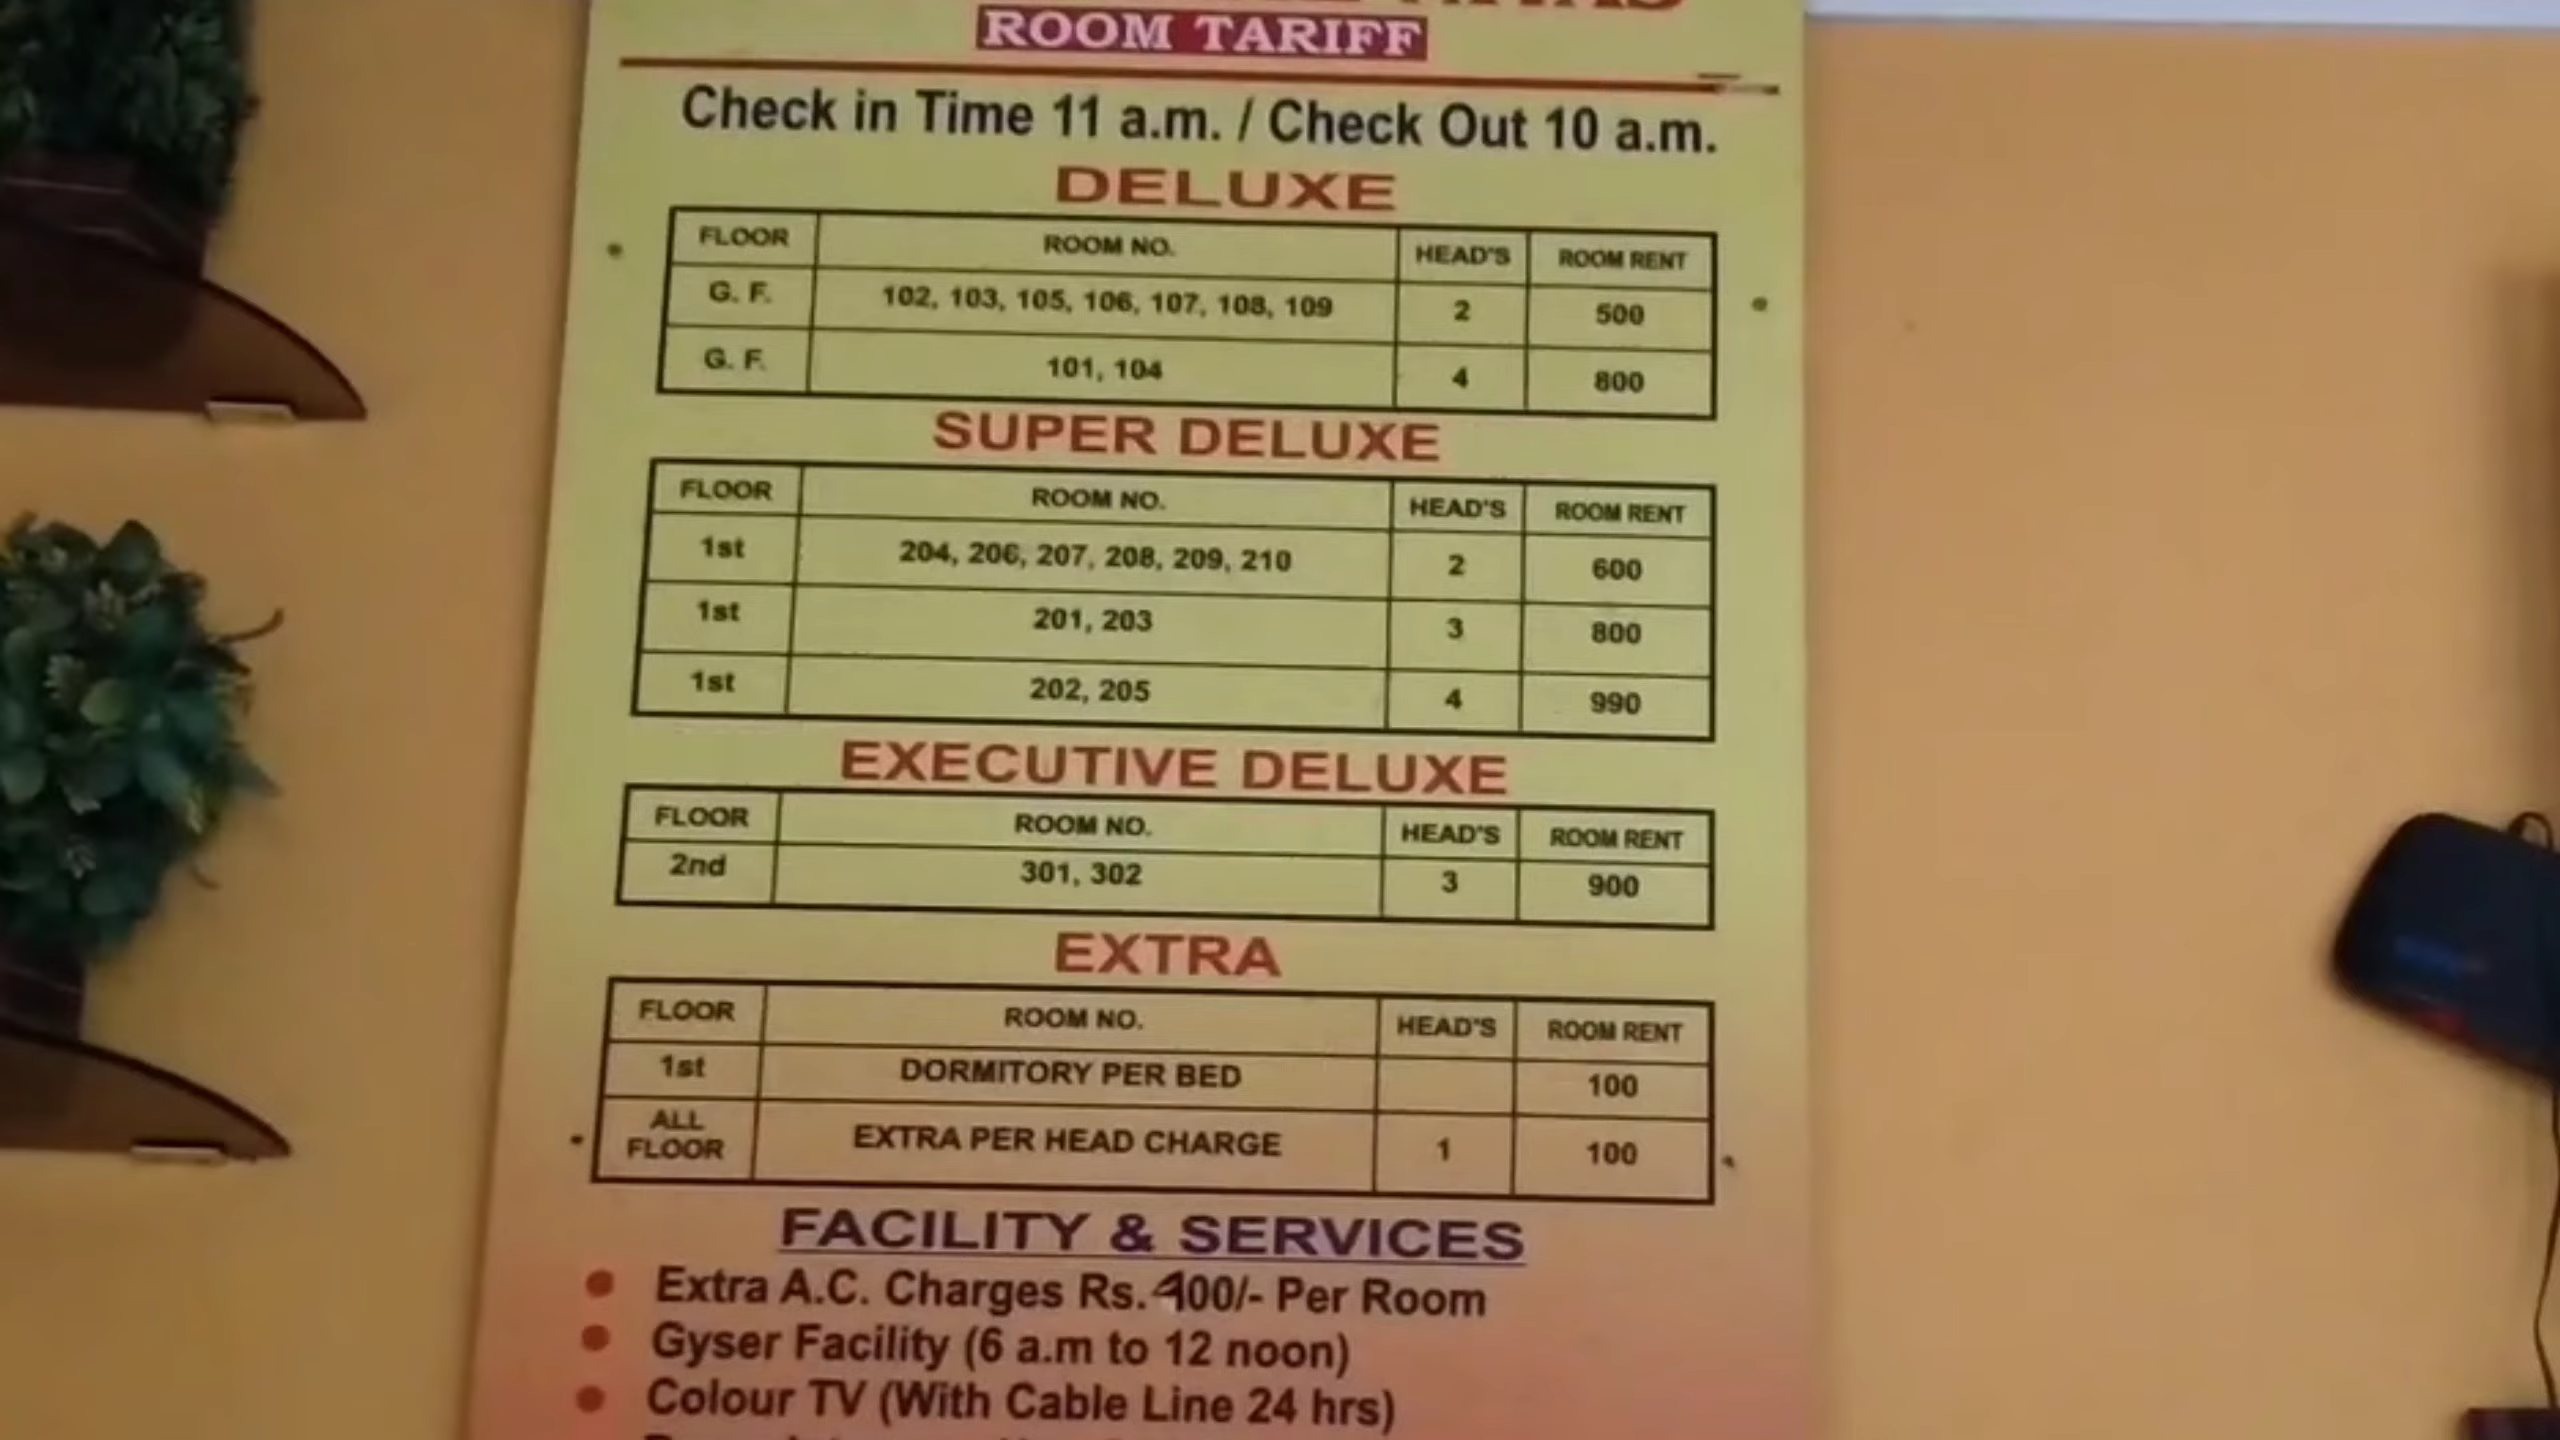 ROOM TARIFF
Check in Time 11 a.m. / Check Out 10 a.m.
DELUXE
FLOOR ROOM NO. HEAD'S ROOM RENT
G. F. 102, 103, 105, 106, 107, 108, 109 2 500
G. F. 101, 104 4 800
SUPER DELUXE
FLOOR ROOM NO. HEAD'S ROOM RENT
1st 204, 206, 207, 208, 209, 210 2 600
1st 201, 203 3 800
1st 202, 205 4 990
EXECUTIVE DELUXE
FLOOR ROOM NO. HEAD'S ROOM RENT
2nd 301, 302 3 900
EXTRA
FLOOR ROOM NO. HEAD'S ROOM RENT
1st DORMITORY PER BED 100
ALL FLOOR EXTRA PER HEAD CHARGE 1 100
FACILITY & SERVICES
Extra A.C. Charges Rs.400/- Per Room
Gyser Facility (6 a.m to 12 noon)
Colour TV (With Cable Line 24 hrs)